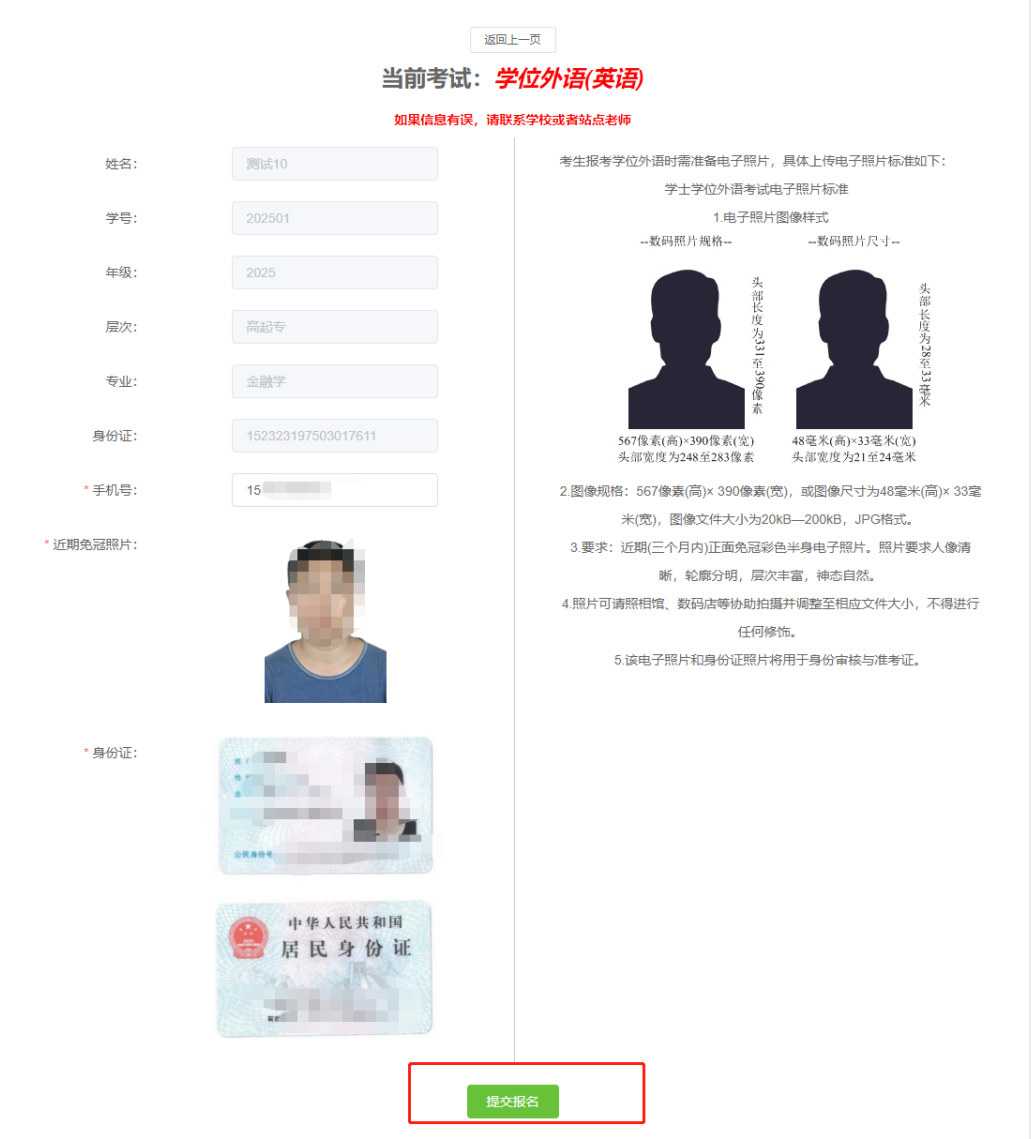 返回上一页
当前考试：学位外语(英语)
如果信息有误，请联系学校或者站点老师
姓名：
测试10
学号：
202501
年级：
2025
层次：
高起专
专业：
金融学
身份证：
152323197503017611
* 手机号：
15
* 近期免冠照片：
* 身份证：
公民身份号
中华人民共和国
居民身份证
考生报考学位外语时需准备电子照片，具体上传电子照片标准如下：
学士学位外语考试电子照片标准
1.电子照片图像样式
--数码照片规格--
--数码照片尺寸--
头部长度为331至390像素
头部长度为28至33毫米
567像素(高)×390像素(宽)
头部宽度为248至283像素
48毫米(高)×33毫米(宽)
头部宽度为21至24毫米
2.图像规格：567像素(高)× 390像素(宽)，或图像尺寸为48毫米(高)× 33毫
米(宽)，图像文件大小为20kB—200kB，JPG格式。
3.要求：近期(三个月内)正面免冠彩色半身电子照片。照片要求人像清
晰，轮廓分明，层次丰富，神态自然。
4.照片可请照相馆、数码店等协助拍摄并调整至相应文件大小，不得进行
任何修饰。
5.该电子照片和身份证照片将用于身份审核与准考证。
提交报名